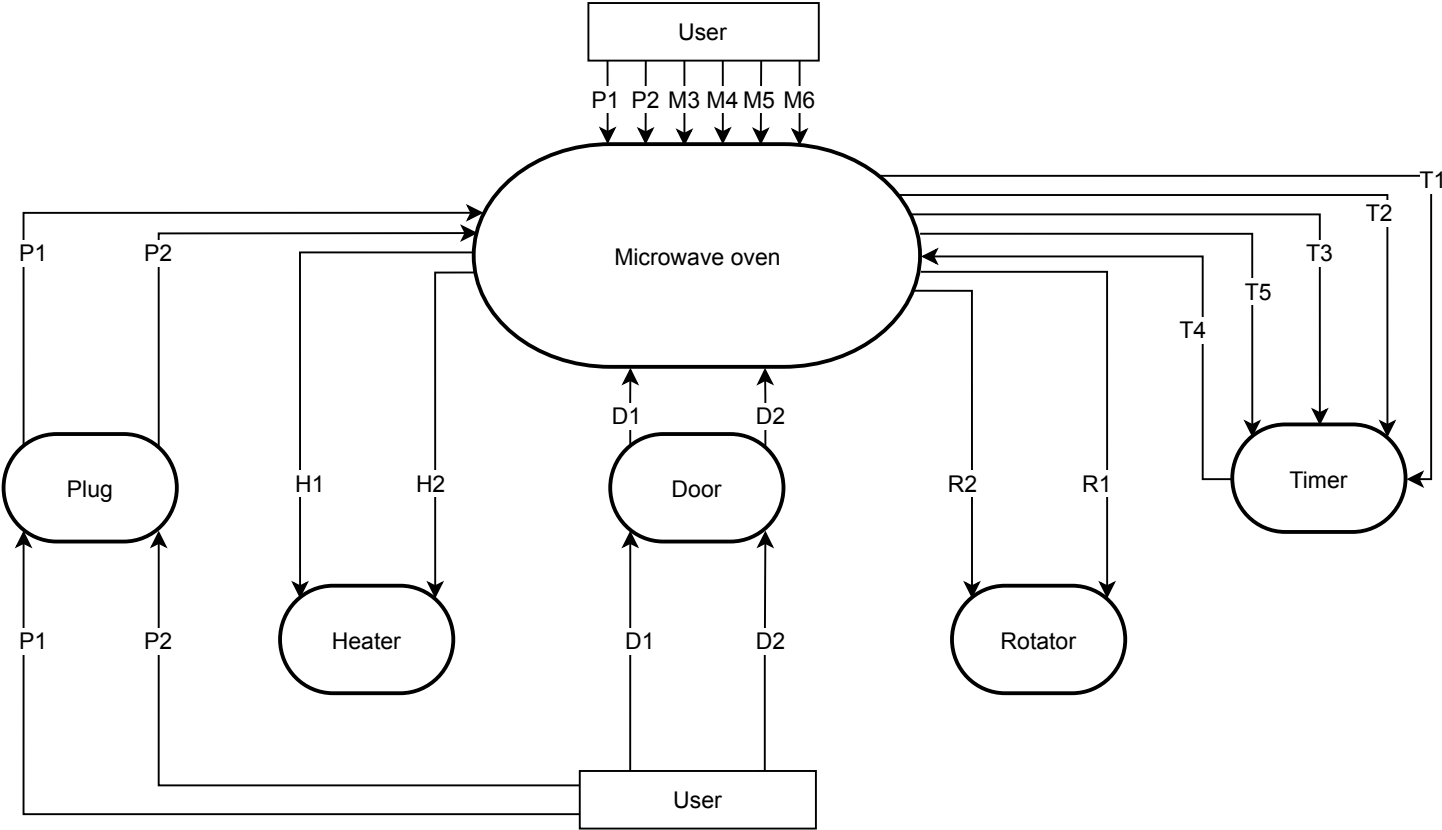 User
P1 P2 M3 M4 M5 M6
T1
T2
P1 P2 Microwave oven T3
T5
T4
D1 D2
Plug H1 H2 Door R2 R1 Timer
P1 P2 Heater D1 D2 Rotator
User